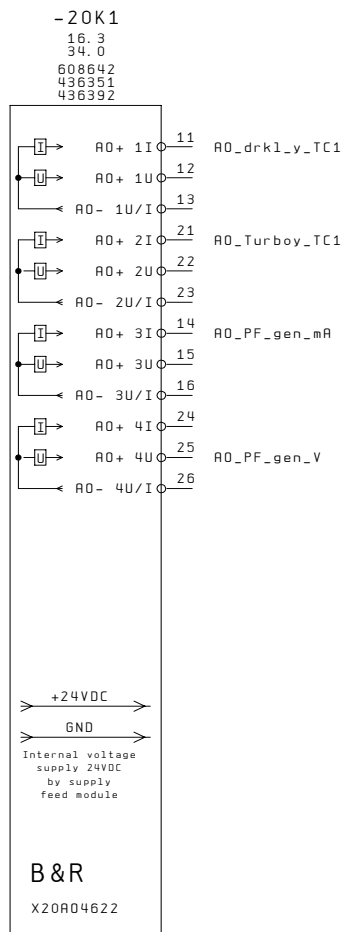 -20K1
16.3
34.0
608642
436351
436392
I AO+ 1I 11 AO_drkl_y_TC1
U AO+ 1U 12
AO- 1U/I 13
I AO+ 2I 21 AO_Turboy_TC1
U AO+ 2U 22
AO- 2U/I 23
I AO+ 3I 14 AO_PF_gen_mA
U AO+ 3U 15
AO- 3U/I 16
I AO+ 4I 24
U AO+ 4U 25 AO_PF_gen_V
AO- 4U/I 26
+24VDC
GND
Internal voltage
supply 24VDC
by supply
feed module
B&R
X20AO4622